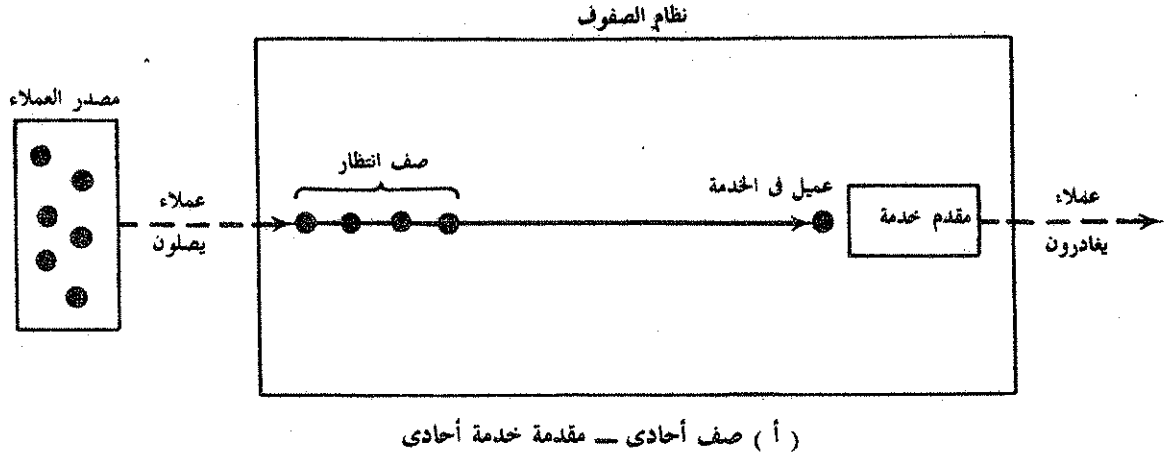 نظام الصفوف
مصدر العملاء
صف انتظار
عملاء
يصلون
عميل فى الخدمة
مقدم خدمة
عملاء
يغادرون
( أ ) صف أحادى — مقدمة خدمة أحادى